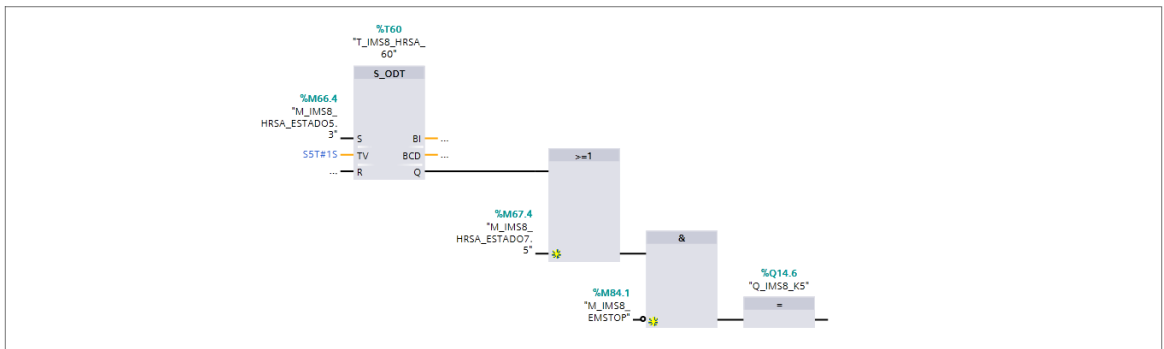 %T60
"T_IMS8_HRSA_
60"
S_ODT
%M66.4
"M_IMS8_
HRSA_ESTADO5.
3"
S
BI
...
S5T#1S
TV
BCD
...
...
R
Q
>=1
%M67.4
"M_IMS8_
HRSA_ESTADO7.
5"
&
%M84.1
"M_IMS8_
EMSTOP"
%Q14.6
"Q_IMS8_K5"
=